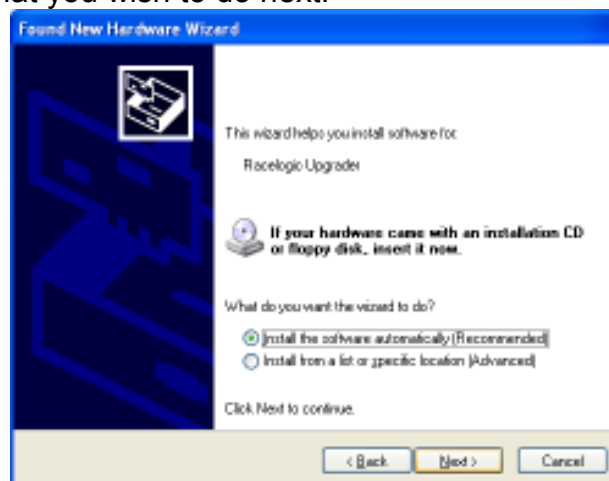 at you wish to do next.
Found New Hardware Wizard
This wizard helps you install software for:
Racelogic Upgrader
If your hardware came with an installation CD
or floppy disk, insert it now.
What do you want the wizard to do?
Install the software automatically (Recommended)
Install from a list or specific location (Advanced)
Click Next to continue.
< Back Next > Cancel